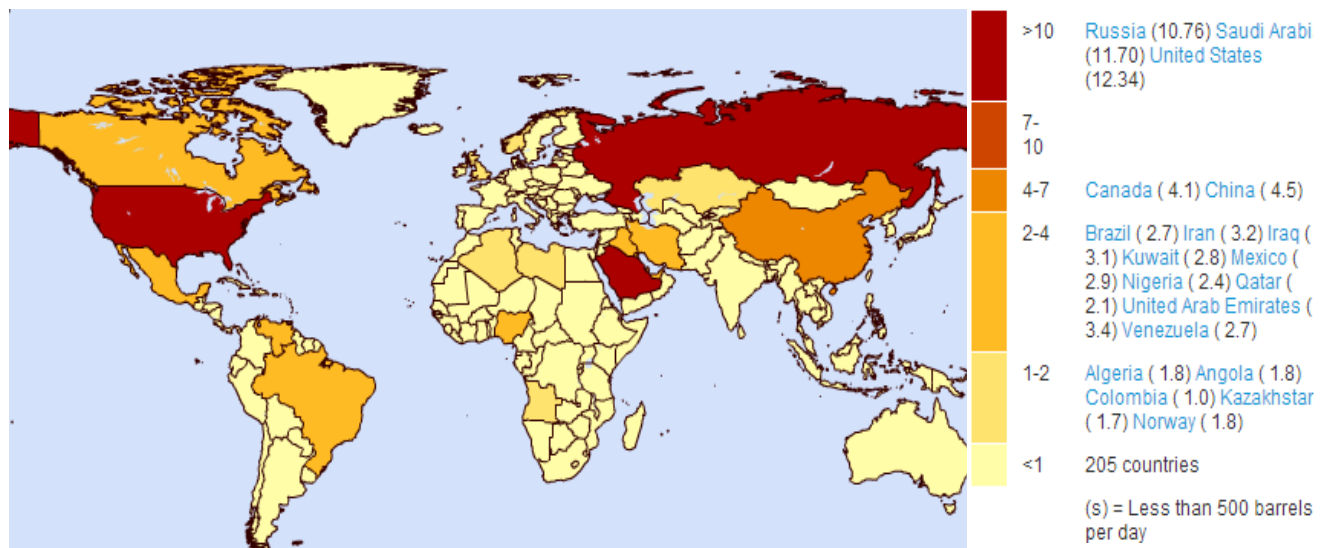 >10 Russia (10.76) Saudi Arabi
(11.70) United States
(12.34)
7-
10
4-7 Canada ( 4.1) China ( 4.5)
2-4 Brazil ( 2.7) Iran ( 3.2) Iraq (
3.1) Kuwait ( 2.8) Mexico (
2.9) Nigeria ( 2.4) Qatar (
2.1) United Arab Emirates (
3.4) Venezuela ( 2.7)
1-2 Algeria ( 1.8) Angola ( 1.8)
Colombia ( 1.0) Kazakhstar
( 1.7) Norway ( 1.8)
<1 205 countries
(s) = Less than 500 barrels
per day